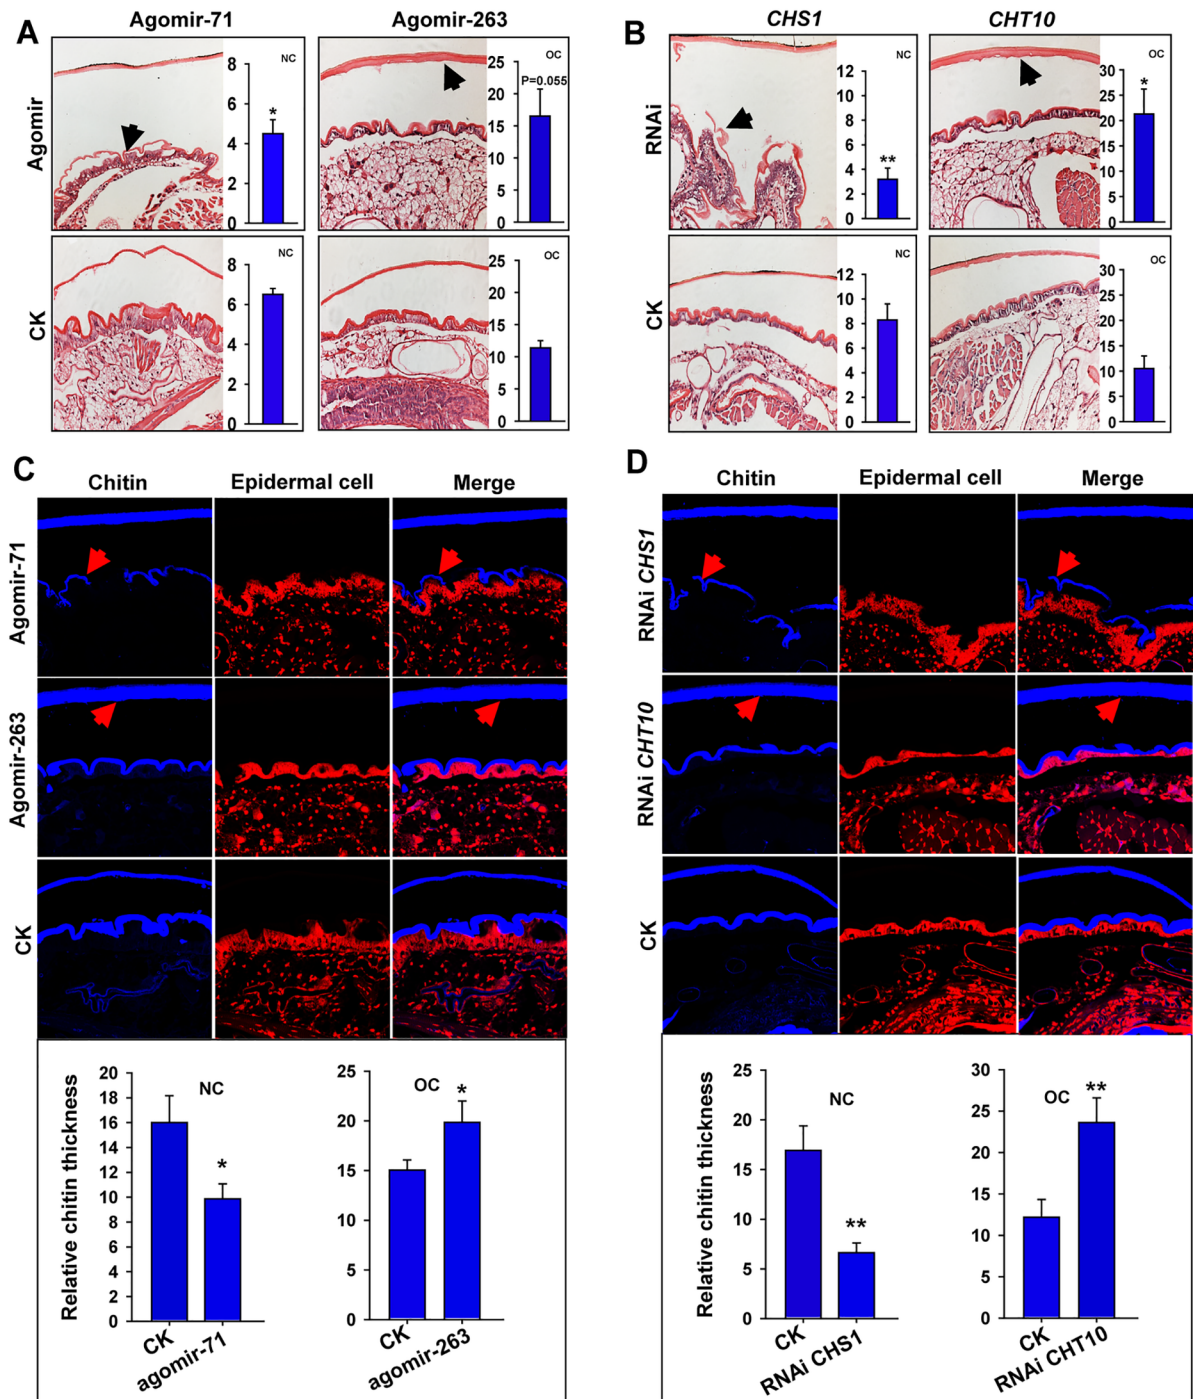 A
Agomir-71
Agomir-263
Agomir
NC
8
6
4
2
0
*
OC
25
20
15
10
5
0
P=0.055
CK
NC
8
6
4
2
0
OC
25
20
15
10
5
0
B
CHS1
CHT10
RNAi
NC
12
10
8
6
4
2
0
**
OC
30
25
20
15
10
5
0
*
CK
NC
12
10
8
6
4
2
0
OC
30
25
20
15
10
5
0
C
Chitin
Epidermal cell
Merge
Agomir-71
Agomir-263
CK
Relative chitin thickness
20
18
16
14
12
10
8
6
4
2
0
NC
*
CK
agomir-71
25
20
15
10
5
0
OC
*
CK
agomir-263
D
Chitin
Epidermal cell
Merge
RNAi CHS1
RNAi CHT10
CK
Relative chitin thickness
25
20
15
10
5
0
NC
**
CK
RNAi CHS1
30
25
20
15
10
5
0
OC
**
CK
RNAi CHT10